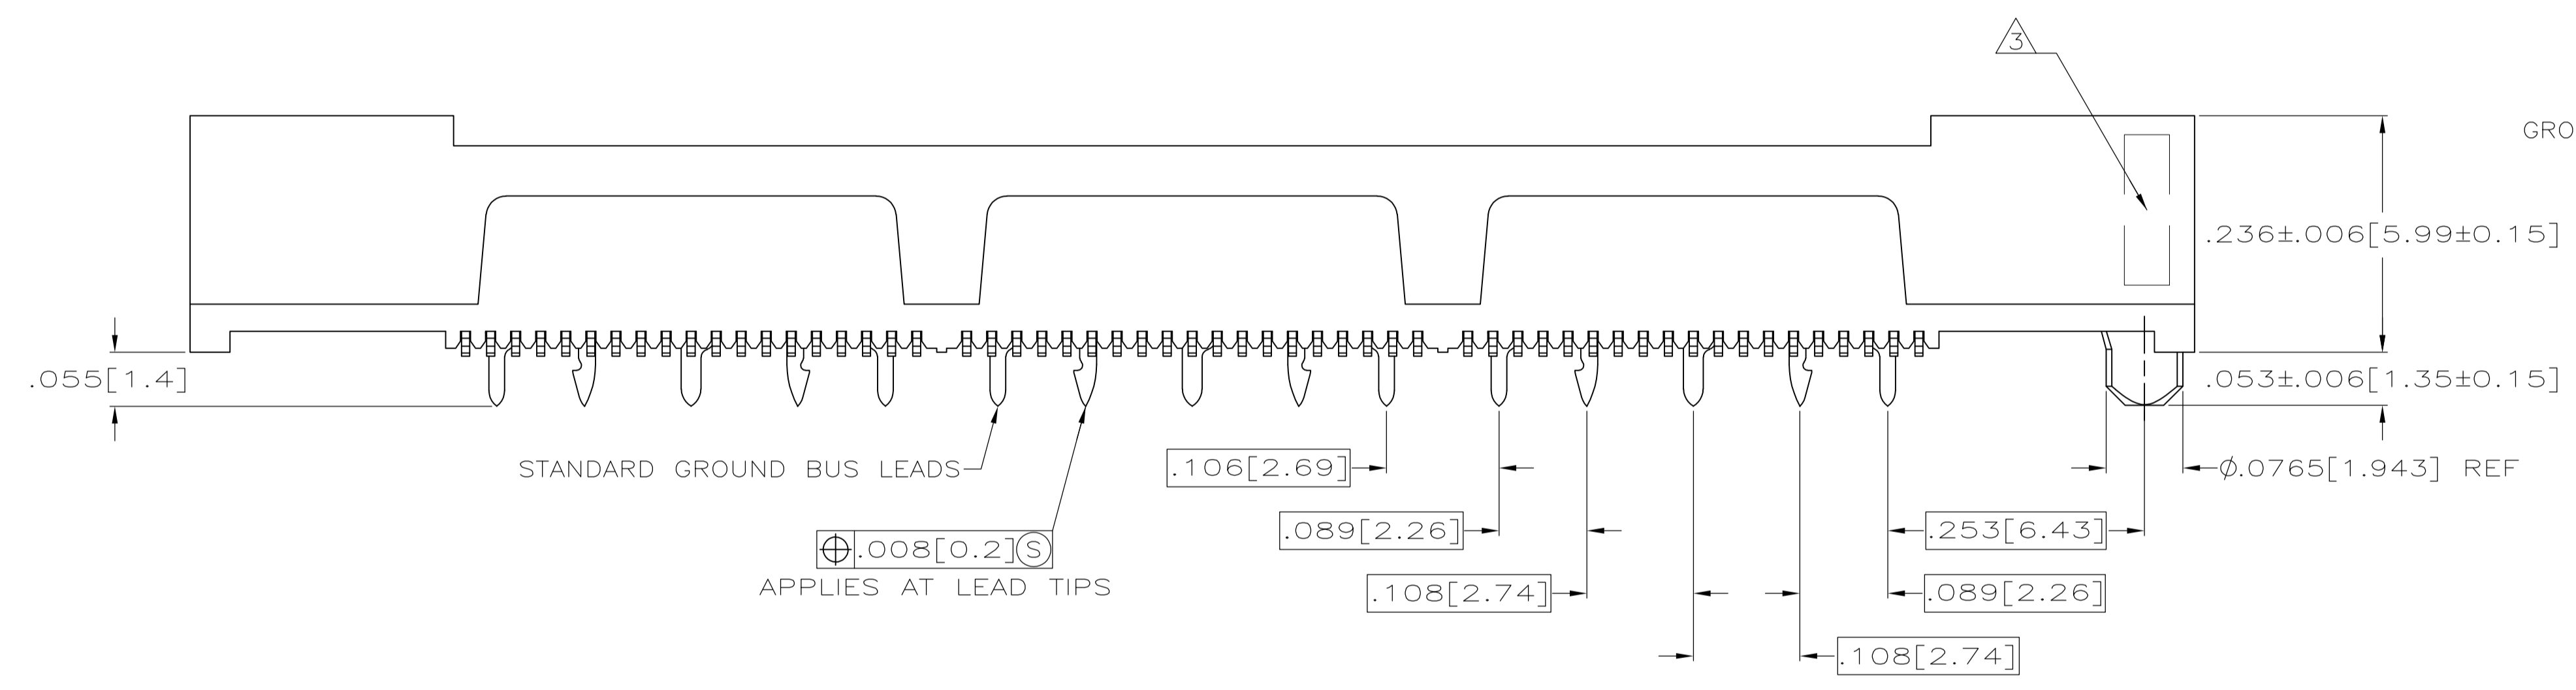 3
GRO
.236±.006[5.99±0.15]
.055[1.4]
.053±.006[1.35±0.15]
STANDARD GROUND BUS LEADS
.106[2.69]
Ø.0765[1.943] REF
.089[2.26]
.253[6.43]
⌖ .008[0.2]Ⓢ
APPLIES AT LEAD TIPS
.108[2.74]
.089[2.26]
.108[2.74]